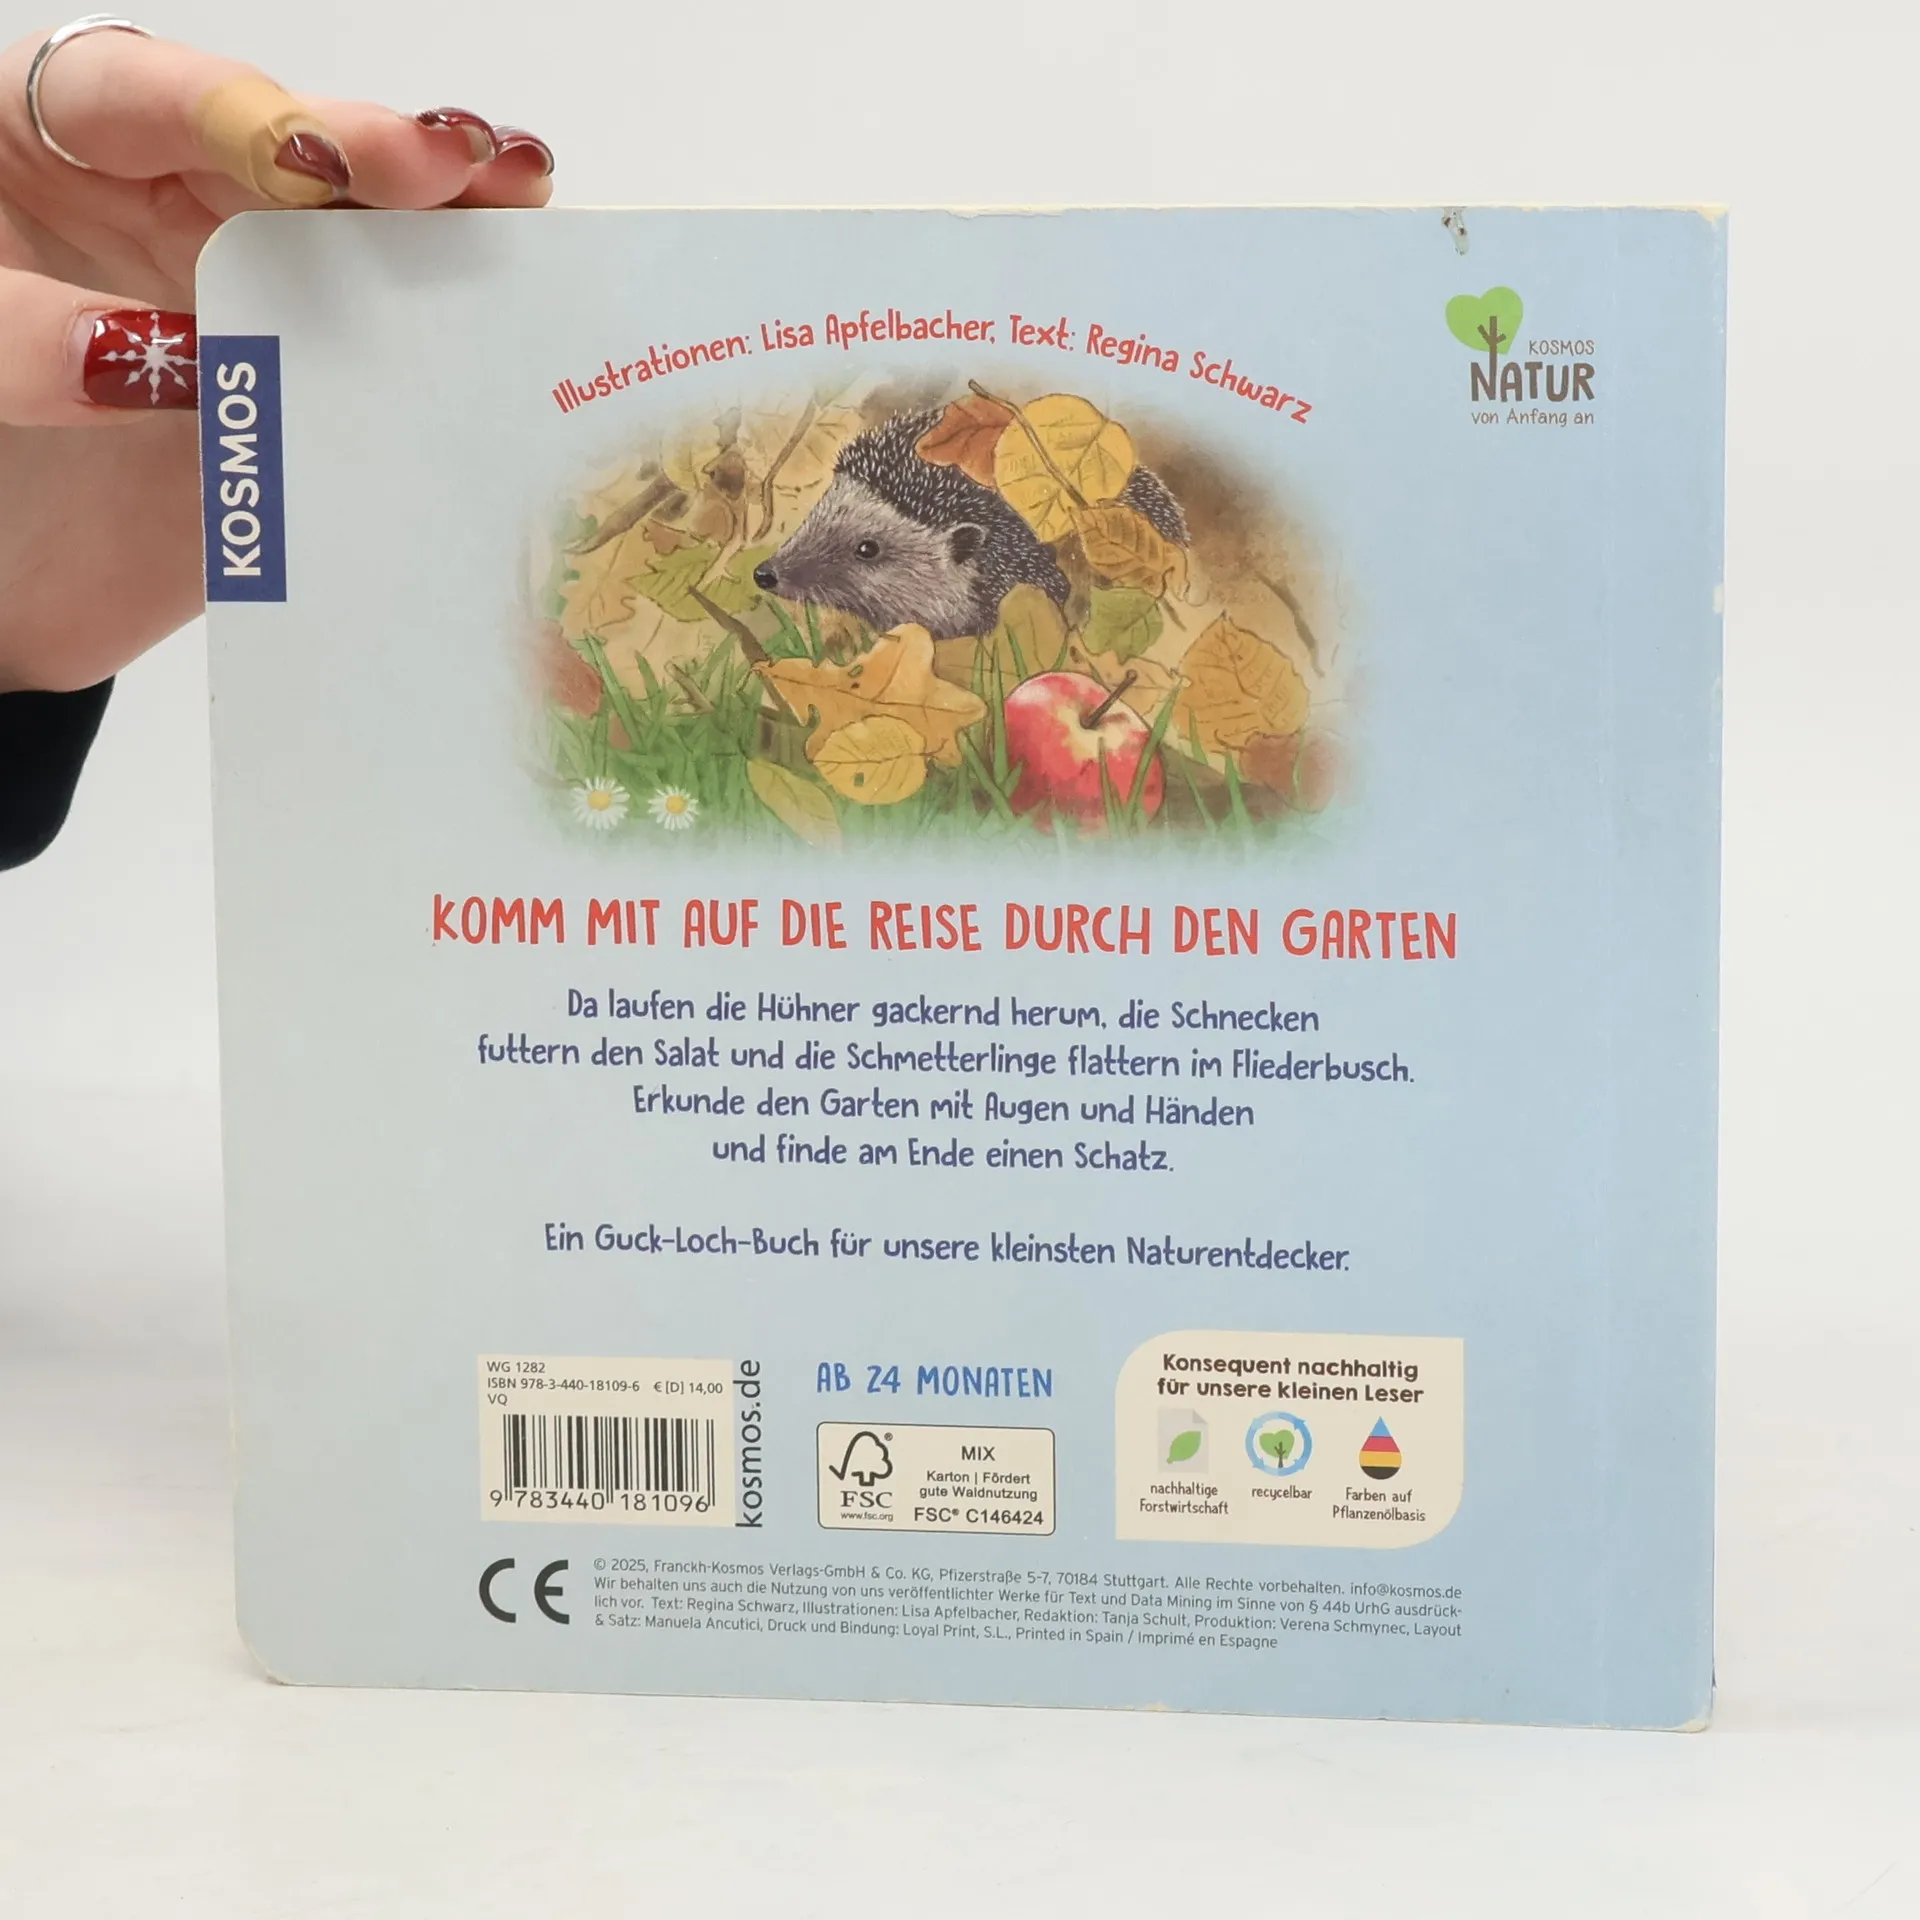 KOSMOS
Illustrationen: Lisa Apfelbacher, Text: Regina Schwarz
KOSMOS
NATUR
von Anfang an
KOMM MIT AUF DIE REISE DURCH DEN GARTEN
Da laufen die Hühner gackernd herum, die Schnecken
futtern den Salat und die Schmetterlinge flattern im Fliederbusch.
Erkunde den Garten mit Augen und Händen
und finde am Ende einen Schatz.
Ein Guck-Loch-Buch für unsere kleinsten Naturentdecker.
WG 1282
ISBN 978-3-440-18109-6 € [D] 14,00
VQ
9 783440 181096
kosmos.de
AB 24 MONATEN
FSC
www.fsc.org
MIX
Karton | Fördert
gute Waldnutzung
FSC® C146424
Konsequent nachhaltig
für unsere kleinen Leser
nachhaltige
Forstwirtschaft
recycelbar
Farben auf
Pflanzenölbasis
CE
© 2025, Franckh-Kosmos Verlags-GmbH & Co. KG, Pfizerstraße 5-7, 70184 Stuttgart. Alle Rechte vorbehalten. info@kosmos.de
Wir behalten uns auch die Nutzung von uns veröffentlichter Werke für Text und Data Mining im Sinne von § 44b UrhG ausdrück-
lich vor. Text: Regina Schwarz, Illustrationen: Lisa Apfelbacher, Redaktion: Tanja Schult, Produktion: Verena Schmynec, Layout
& Satz: Manuela Ancutici, Druck und Bindung: Loyal Print, S.L., Printed in Spain / Imprimé en Espagne